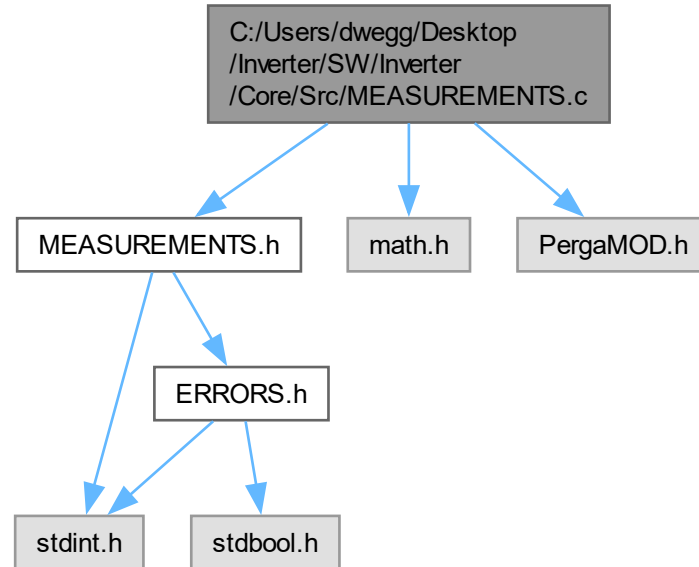 C:/Users/dwegg/Desktop
/Inverter/SW/Inverter
/Core/Src/MEASUREMENTS.c
MEASUREMENTS.h
math.h
PergaMOD.h
ERRORS.h
stdint.h
stdbool.h